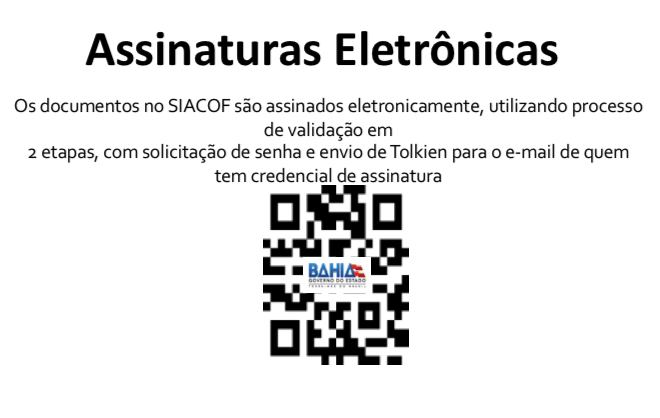 Assinaturas Eletrônicas
Os documentos no SIACOF são assinados eletronicamente, utilizando processo
de validação em
2 etapas, com solicitação de senha e envio de Tolkien para o e-mail de quem
tem credencial de assinatura
BAHIA
GOVERNO DO ESTADO